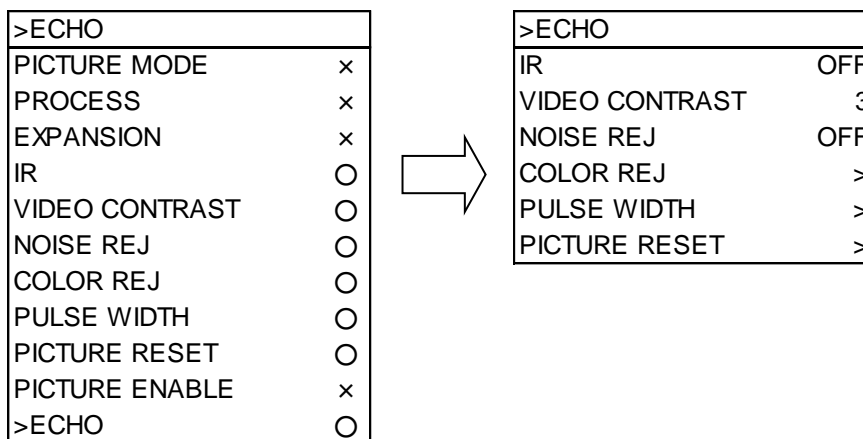 >ECHO
PICTURE MODE ×
PROCESS ×
EXPANSION ×
IR ○
VIDEO CONTRAST ○
NOISE REJ ○
COLOR REJ ○
PULSE WIDTH ○
PICTURE RESET ○
PICTURE ENABLE ×
>ECHO ○
>ECHO
IR OFF
VIDEO CONTRAST 3
NOISE REJ OFF
COLOR REJ >
PULSE WIDTH >
PICTURE RESET >